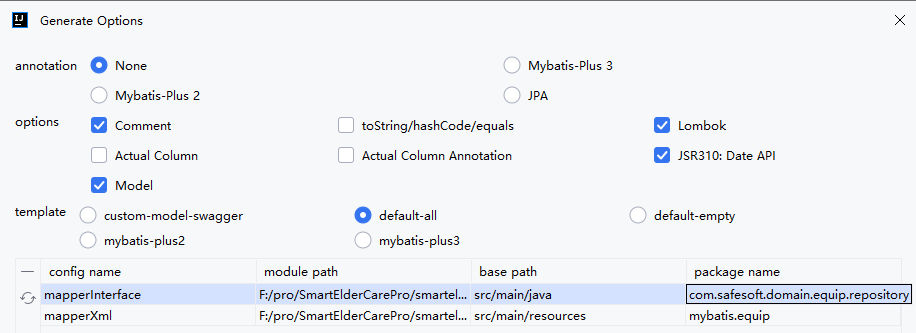 Generate Options
annotation None Mybatis-Plus 3
Mybatis-Plus 2 JPA
options Comment toString/hashCode/equals Lombok
Actual Column Actual Column Annotation JSR310: Date API
Model
template custom-model-swagger default-all default-empty
mybatis-plus2 mybatis-plus3
config name module path base path package name
mapperInterface F:/pro/SmartElderCarePro/smartel... src/main/java com.safesoft.domain.equip.repository
mapperXml F:/pro/SmartElderCarePro/smartel... src/main/resources mybatis.equip